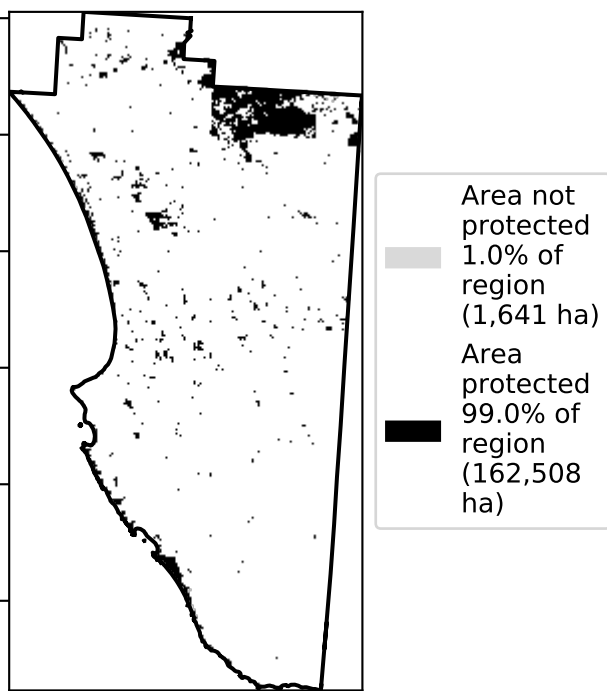 Area not
protected
1.0% of
region
(1,641 ha)
Area
protected
99.0% of
region
(162,508
ha)